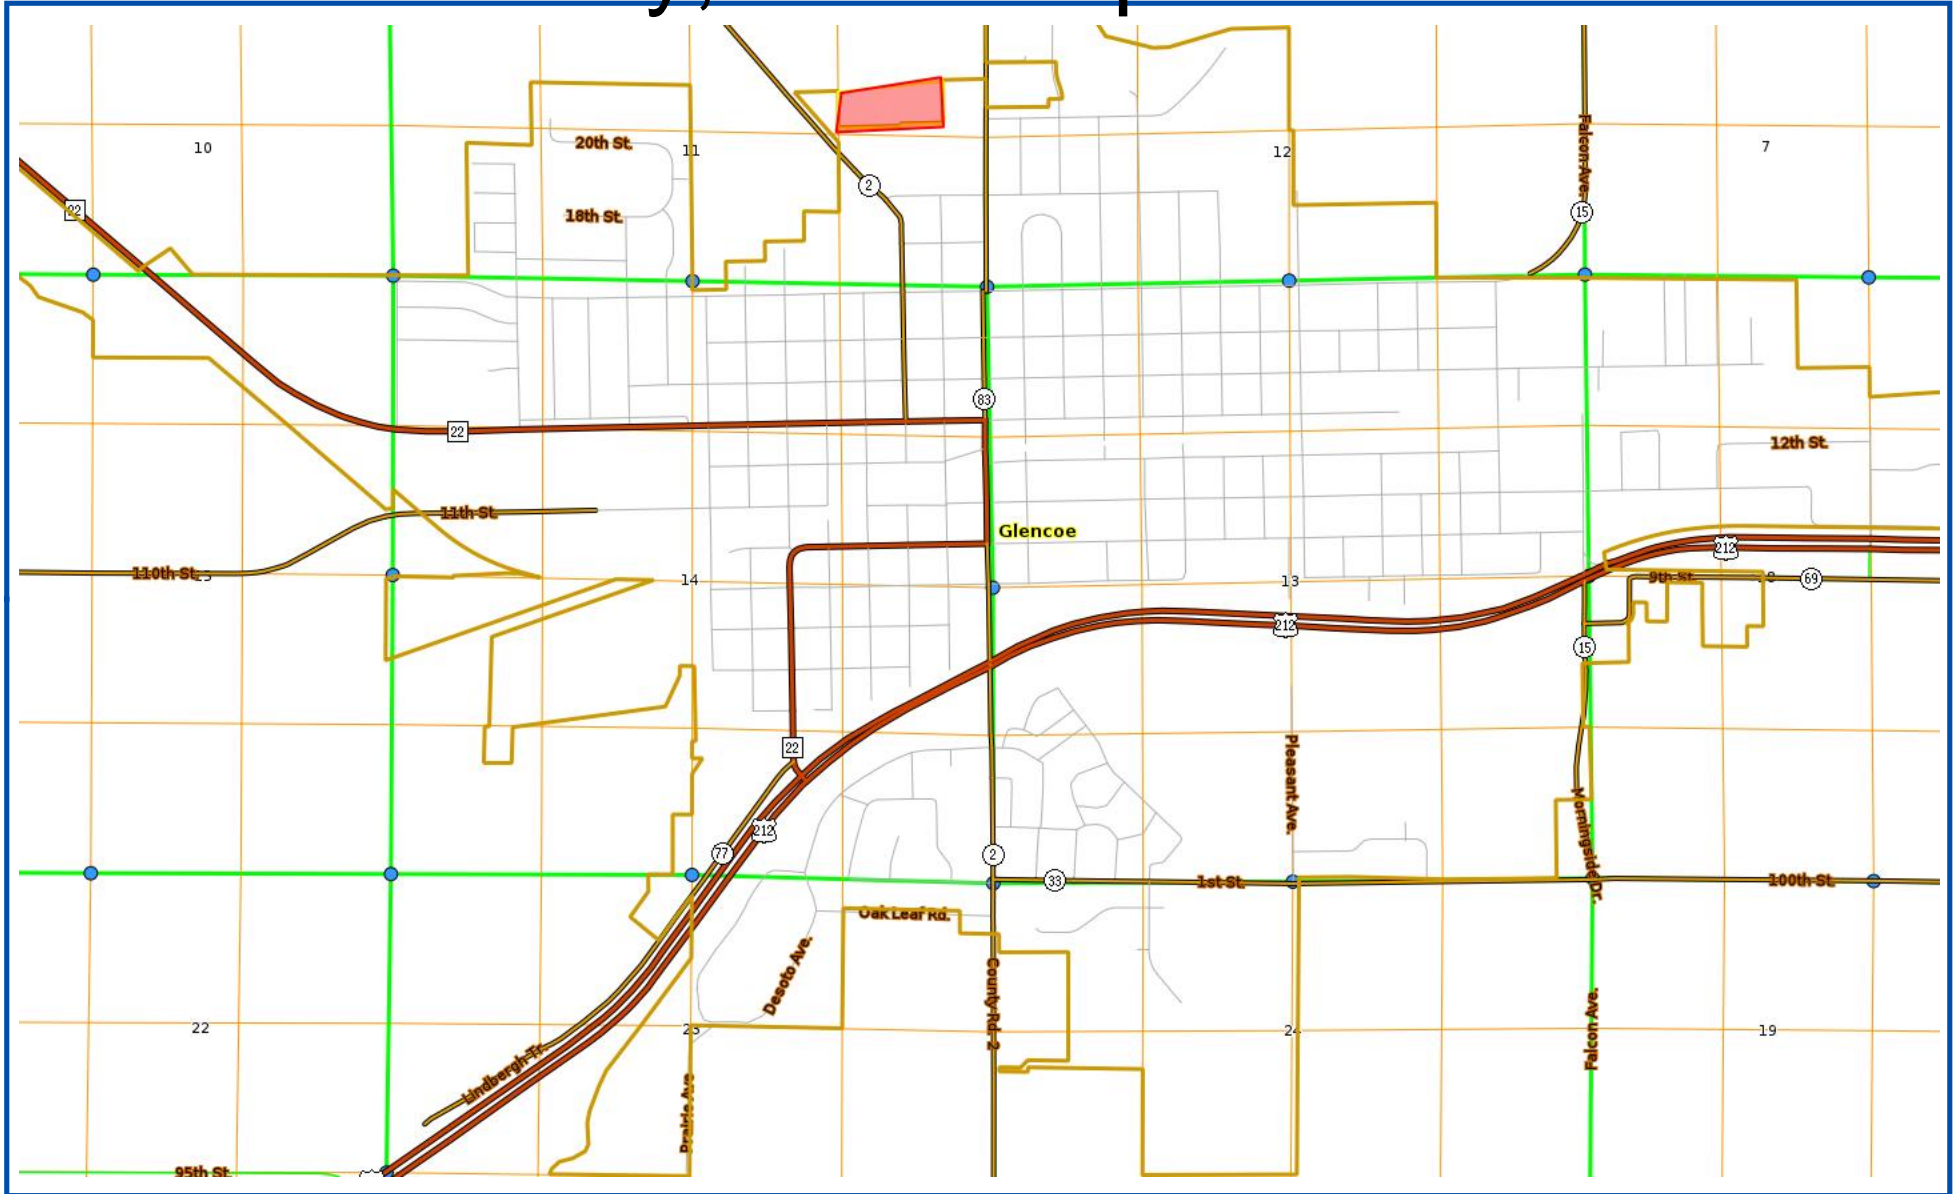 10
20th St.
11
12
Falcon Ave.
7
2
22
18th St.
15
83
22
12th St.
11th St.
Glencoe
212
110th St.
14
13
9th St.
69
212
15
22
Pleasant Ave.
212
77
2
Morningside Dr.
33
1st St.
100th St.
Oak Leaf Rd.
Desoto Ave.
County Rd. 2
Falcon Ave.
22
24
19
Lindbergh Tr.
Prairie Ave
95th St.